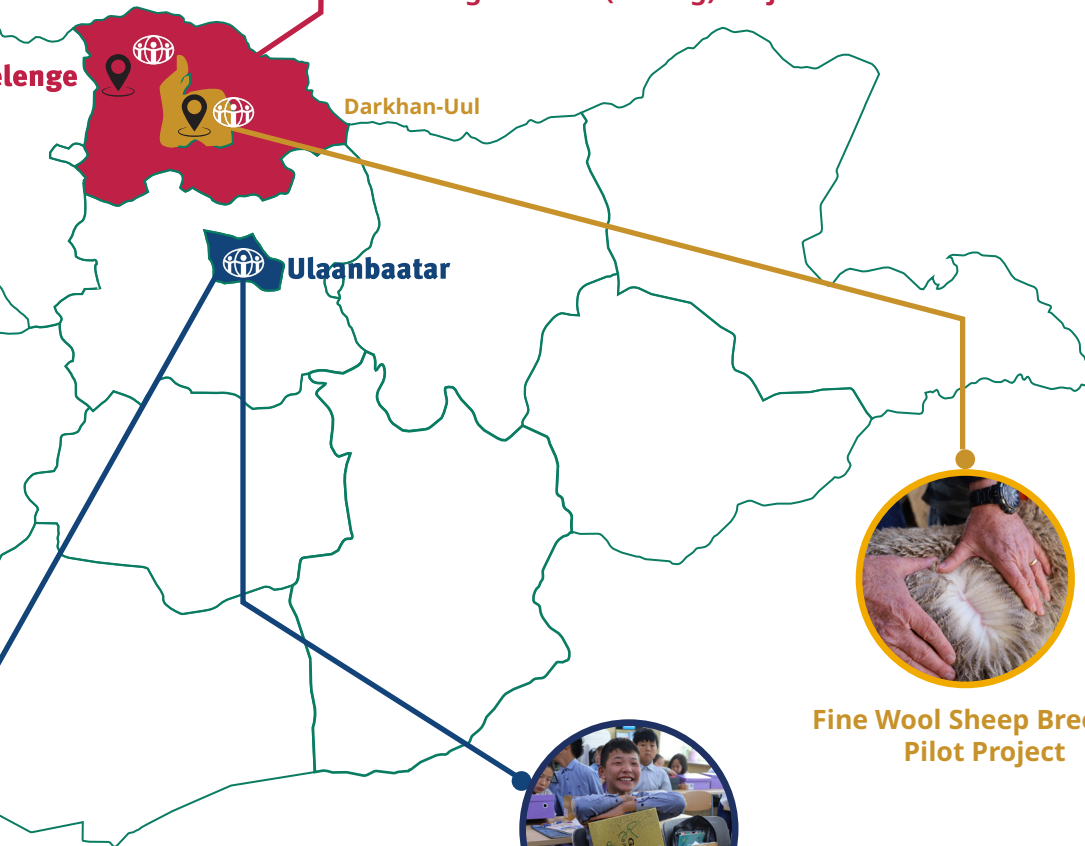 elenge
Darkhan-Uul
Ulaanbaatar
Fine Wool Sheep Bree
Pilot Project